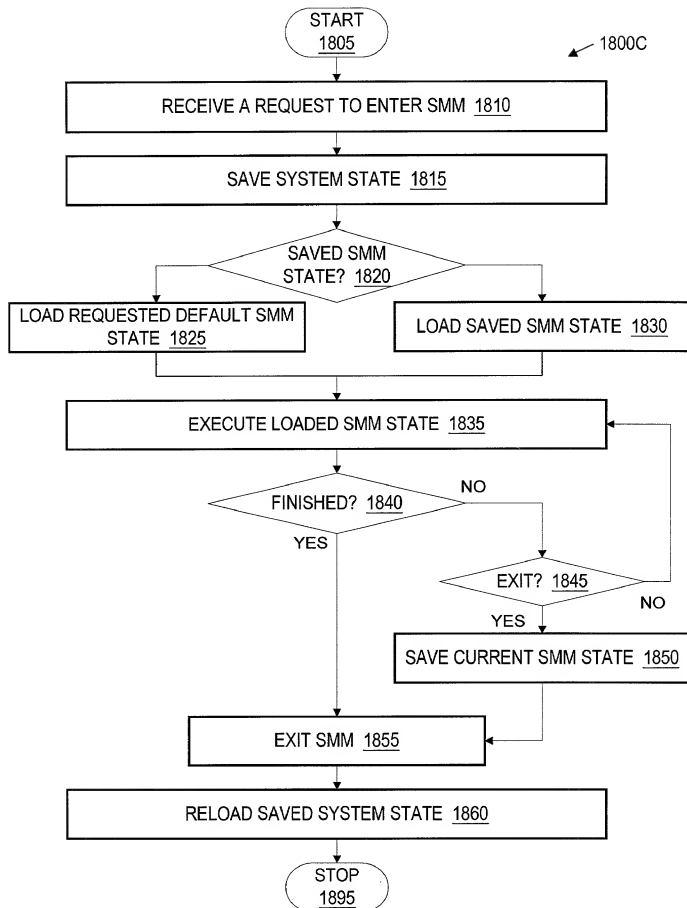 START
1805
1800C
RECEIVE A REQUEST TO ENTER SMM 1810
SAVE SYSTEM STATE 1815
SAVED SMM
STATE? 1820
LOAD REQUESTED DEFAULT SMM
STATE 1825
LOAD SAVED SMM STATE 1830
EXECUTE LOADED SMM STATE 1835
FINISHED? 1840
NO
YES
EXIT? 1845
NO
YES
SAVE CURRENT SMM STATE 1850
EXIT SMM 1855
RELOAD SAVED SYSTEM STATE 1860
STOP
1895